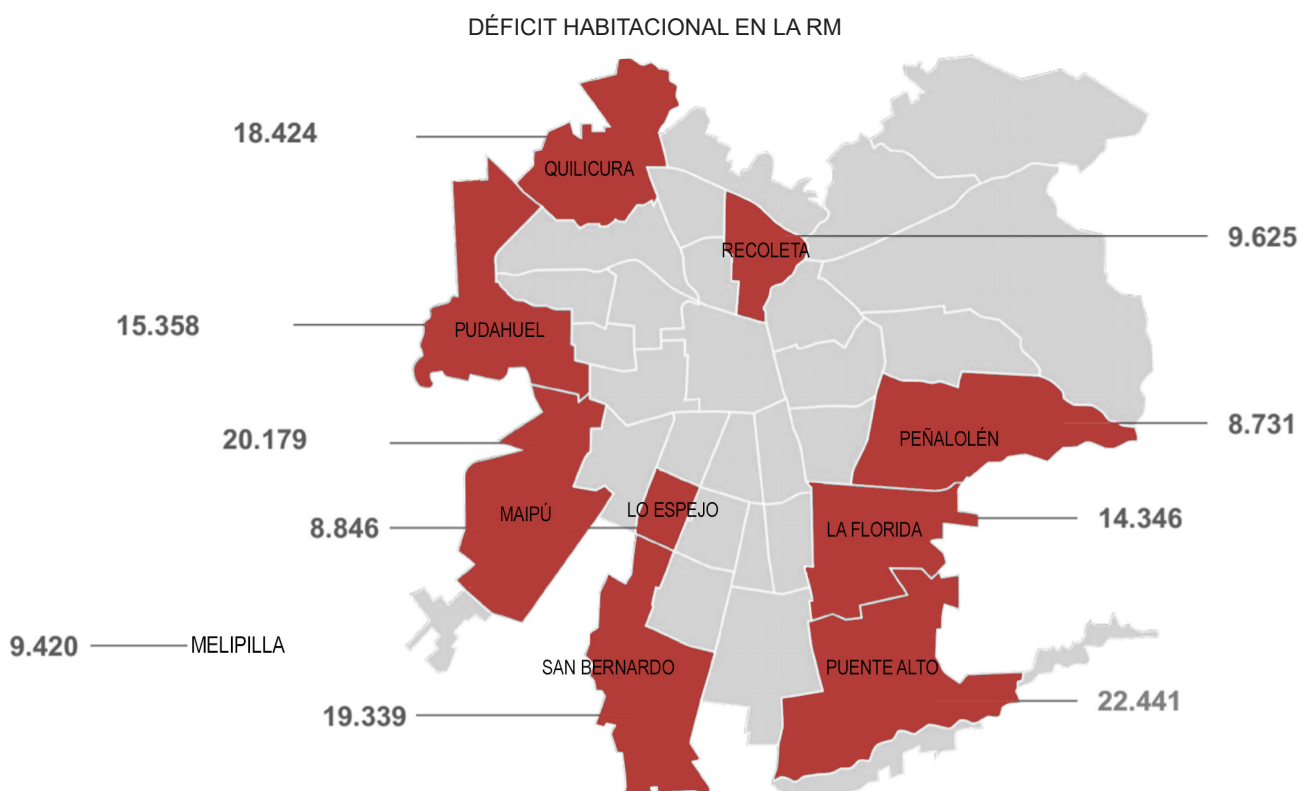 DÉFICIT HABITACIONAL EN LA RM
18.424
QUILICURA
RECOLETA
9.625
15.358
PUDAHUEL
20.179
PEÑALOLÉN
8.731
MAIPÚ
8.846
LO ESPEJO
LA FLORIDA
14.346
9.420
MELIPILLA
SAN BERNARDO
PUENTE ALTO
19.339
22.441